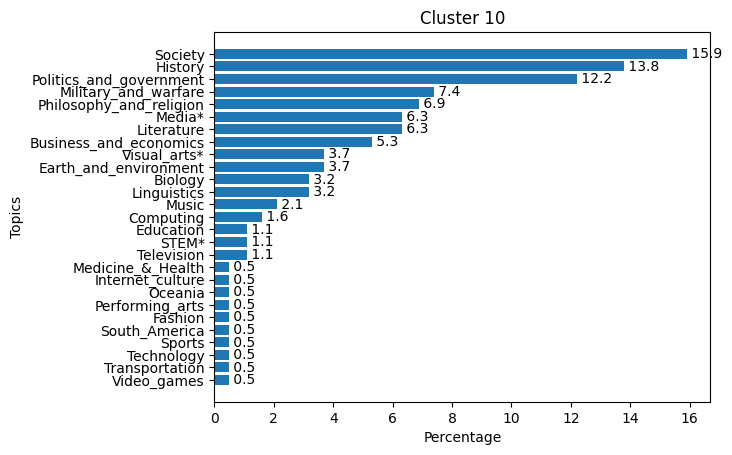 Cluster 10
Society 15.9
History 13.8
Politics_and_government 12.2
Military_and_warfare 7.4
Philosophy_and_religion 6.9
Media* 6.3
Literature 6.3
Business_and_economics 5.3
Visual_arts* 3.7
Earth_and_environment 3.7
Biology 3.2
Linguistics 3.2
Music 2.1
Computing 1.6
Education 1.1
STEM* 1.1
Television 1.1
Medicine_&_Health 0.5
Internet_culture 0.5
Oceania 0.5
Performing_arts 0.5
Fashion 0.5
South_America 0.5
Sports 0.5
Technology 0.5
Transportation 0.5
Video_games 0.5
0 2 4 6 8 10 12 14 16
Percentage
Topics